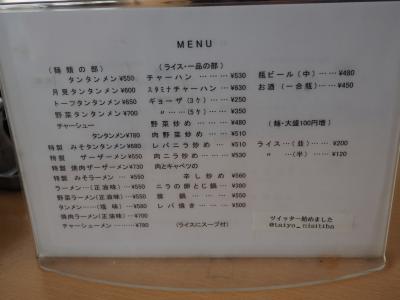 MENU
(麺類の部)
タンタンメン ¥550
月見タンタンメン ¥600
トーフタンタンメン ¥650
野菜タンタンメン ¥700
チャーシュー
タンタンメン ¥780
特製 みそタンタンメン ¥680
特製 ザーザーメン ¥550
特製 焼肉ザーザーメン ¥730
特製 みそラーメン … ¥550
ラーメン…(正油味)… ¥550
野菜ラーメン(正油味) ¥550
タンメン……(塩味)… ¥580
焼肉ラーメン(正油味) ¥700
チャーシューメン……… ¥780
(ライス・一品の部)
チャーハン ……… ¥530
スタミナチャーハン … ¥630
ギョーザ(3ケ) … ¥250
〃 ……(5ケ) … ¥350
野菜炒め ……… ¥480
肉野菜炒め …… ¥510
レバニラ炒め …… ¥510
肉ニラ炒め …… ¥530
肉とキャベツの
辛し炒め ¥560
ニラの卵とじ鍋 … ¥380
豚鍋 ……… ¥550
レバ焼き ……… ¥500
(ライスにスープ付)
瓶ビール(中)… ¥480
お酒(一合瓶)… ¥450
(麺・大盛100円増)
ライス…(並)… ¥200
〃 …(半)… ¥120
ツイッター始めました
@taiyo_nisitiba